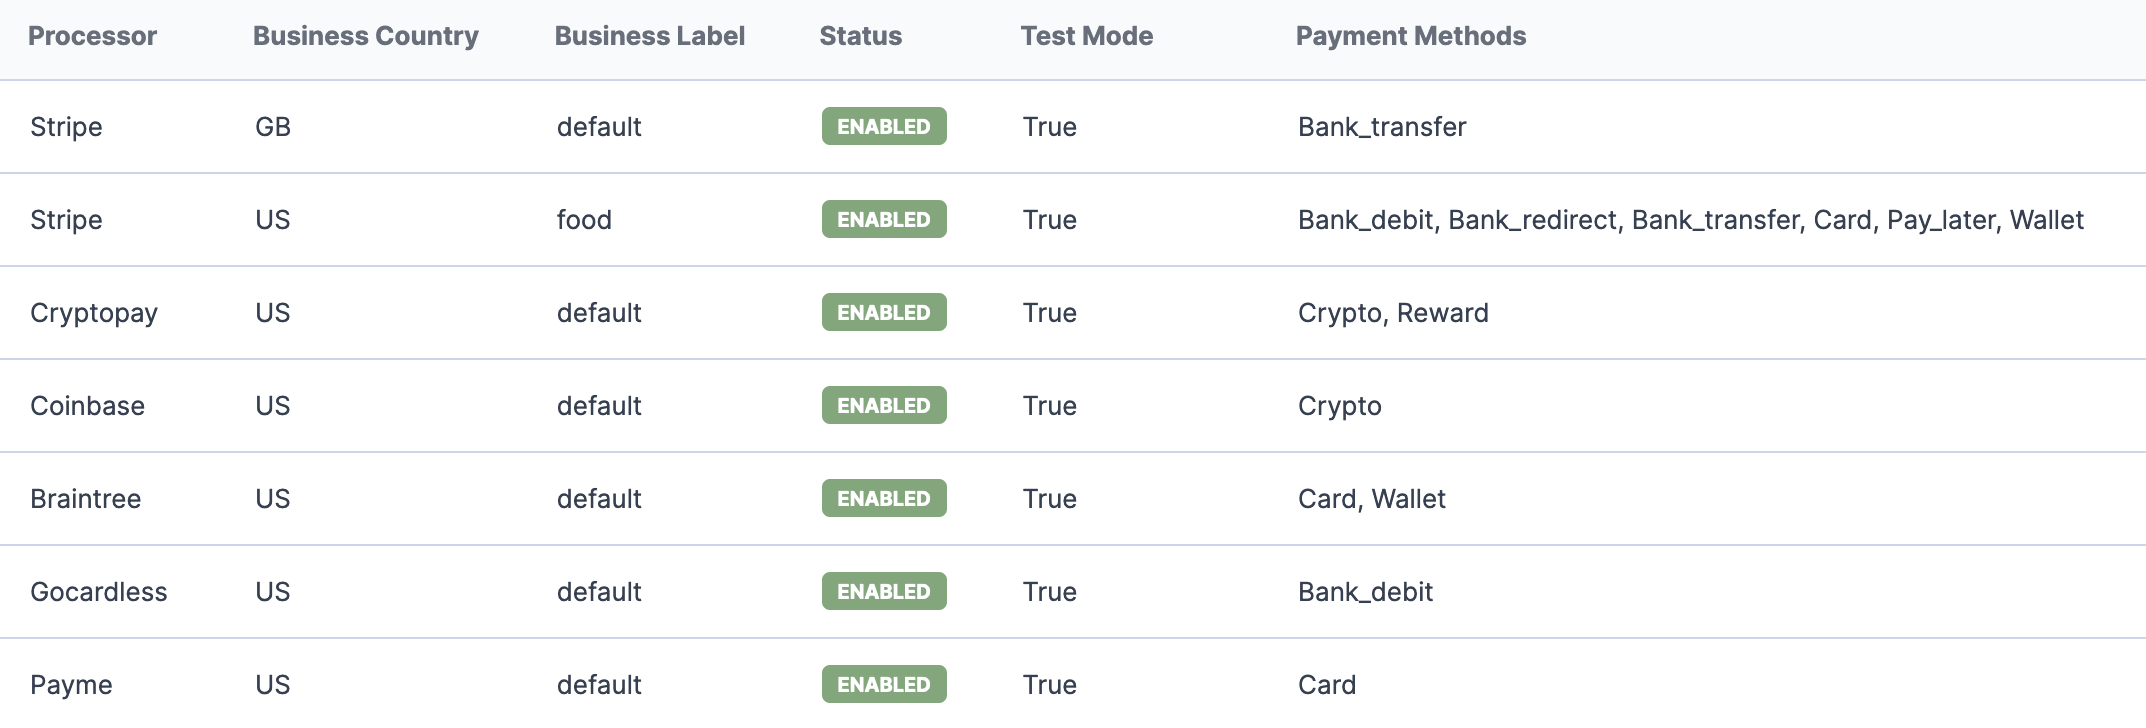 Processor Business Country Business Label Status Test Mode Payment Methods
Stripe GB default ENABLED True Bank_transfer
Stripe US food ENABLED True Bank_debit, Bank_redirect, Bank_transfer, Card, Pay_later, Wallet
Cryptopay US default ENABLED True Crypto, Reward
Coinbase US default ENABLED True Crypto
Braintree US default ENABLED True Card, Wallet
Gocardless US default ENABLED True Bank_debit
Payme US default ENABLED True Card